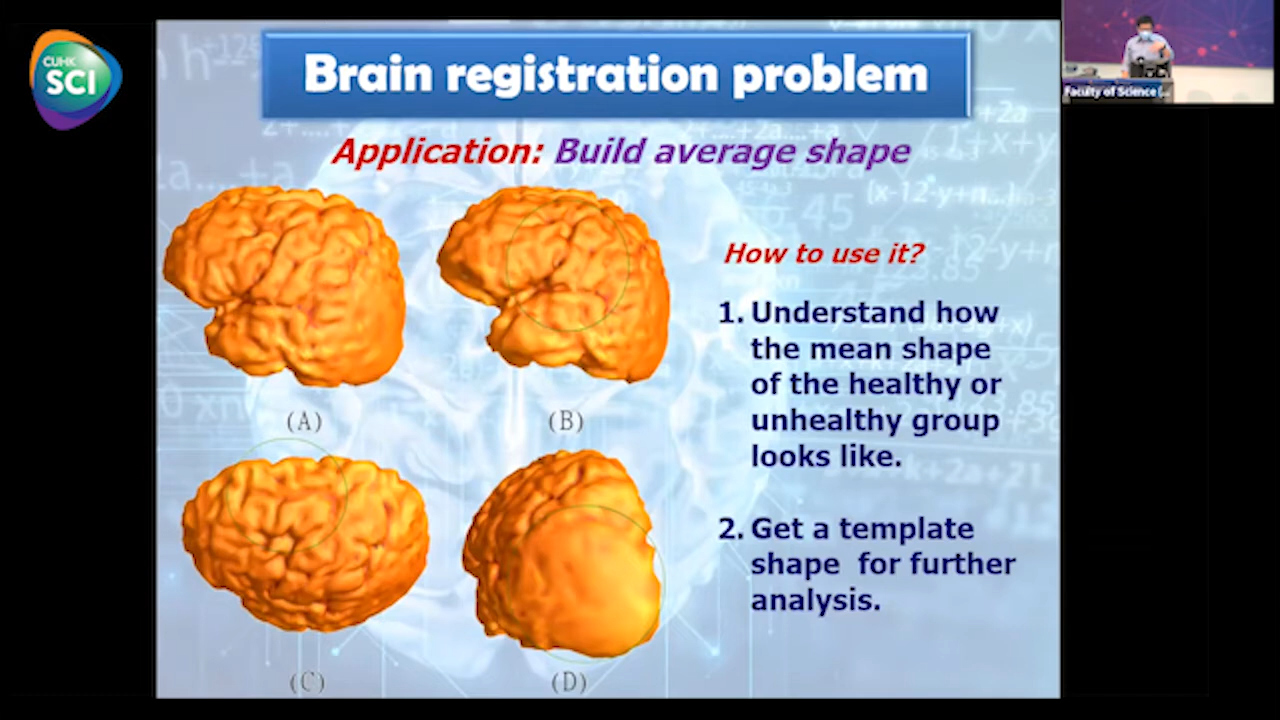 CUHK
SCI
Brain registration problem
Application: Build average shape
How to use it?
1. Understand how
the mean shape
of the healthy or
unhealthy group
looks like.
2. Get a template
shape for further
analysis.
(A)
(B)
(C)
(D)
Faculty of Science (...